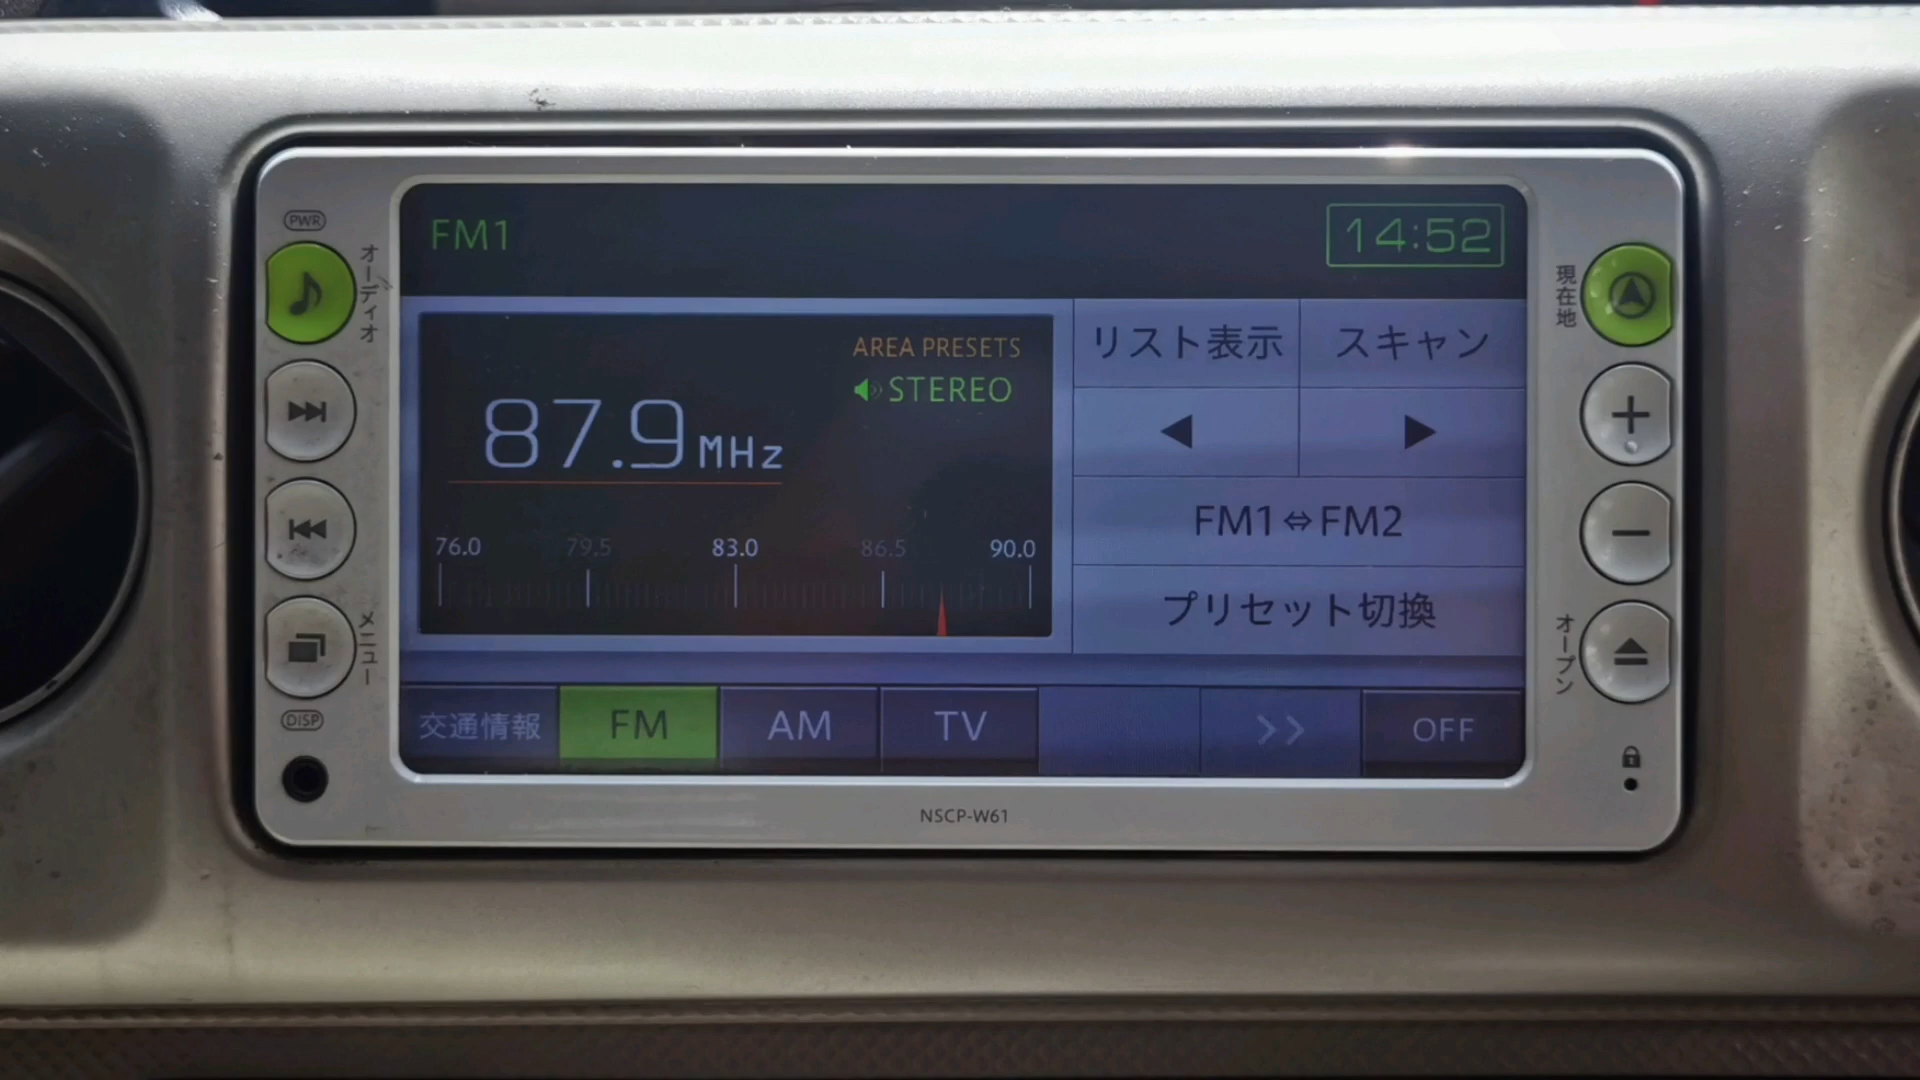 PWR
オーディオ
メニュー
DISP
FM1
14:52
AREA PRESETS
STEREO
87.9MHz
76.0 79.5 83.0 86.5 90.0
リスト表示 スキャン
◀ ▶
FM1⇔FM2
プリセット切換
交通情報 FM AM TV >> OFF
現在地
+
−
オープン
NSCP-W61